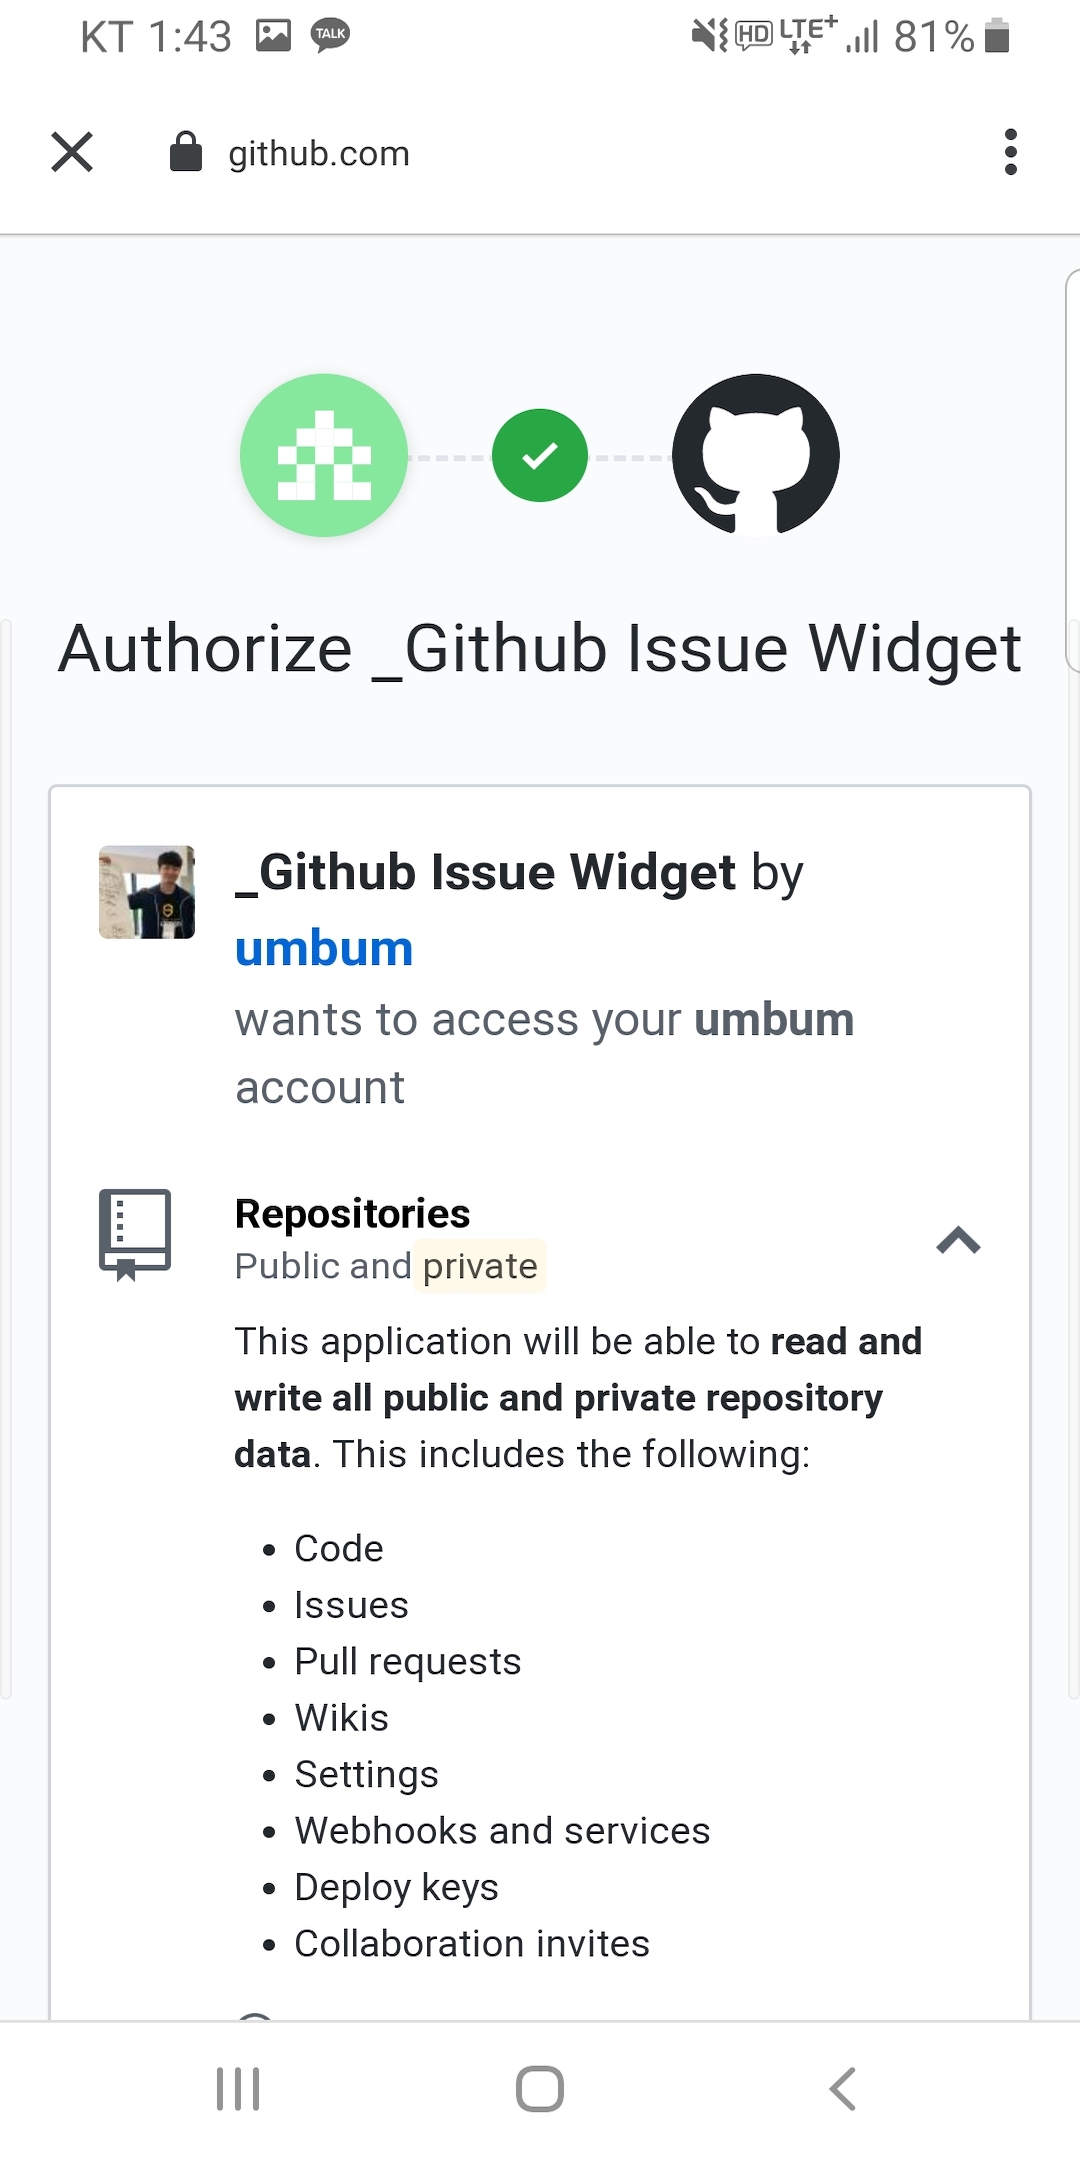 KT 1:43 TALK HD LTE+ 81%
github.com
Authorize _Github Issue Widget
_Github Issue Widget by
umbum
wants to access your umbum
account
Repositories
Public and private
This application will be able to read and
write all public and private repository
data. This includes the following:
• Code
• Issues
• Pull requests
• Wikis
• Settings
• Webhooks and services
• Deploy keys
• Collaboration invites